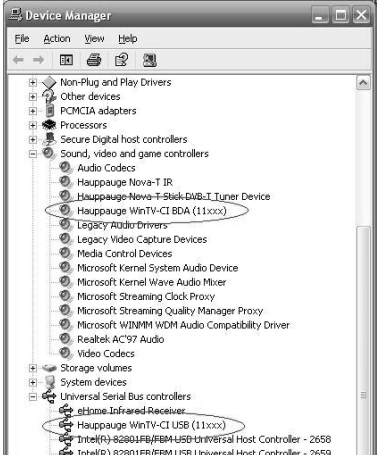 Device Manager
File Action View Help
Non-Plug and Play Drivers
Other devices
PCMCIA adapters
Processors
Secure Digital host controllers
Sound, video and game controllers
Audio Codecs
Hauppauge Nova-T IR
Hauppauge Nova-T Stick DVB-T Tuner Device
Hauppauge WinTV-CI BDA (11xxx)
Legacy Audio Drivers
Legacy Video Capture Devices
Media Control Devices
Microsoft Kernel System Audio Device
Microsoft Kernel Wave Audio Mixer
Microsoft Streaming Clock Proxy
Microsoft Streaming Quality Manager Proxy
Microsoft WINMM WDM Audio Compatibility Driver
Realtek AC'97 Audio
Video Codecs
Storage volumes
System devices
Universal Serial Bus controllers
eHome Infrared Receiver
Hauppauge WinTV-CI USB (11xxx)
Intel(R) 82801FB/FBM USB Universal Host Controller - 2658
Intel(R) 82801FB/FBM USB Universal Host Controller - 2659